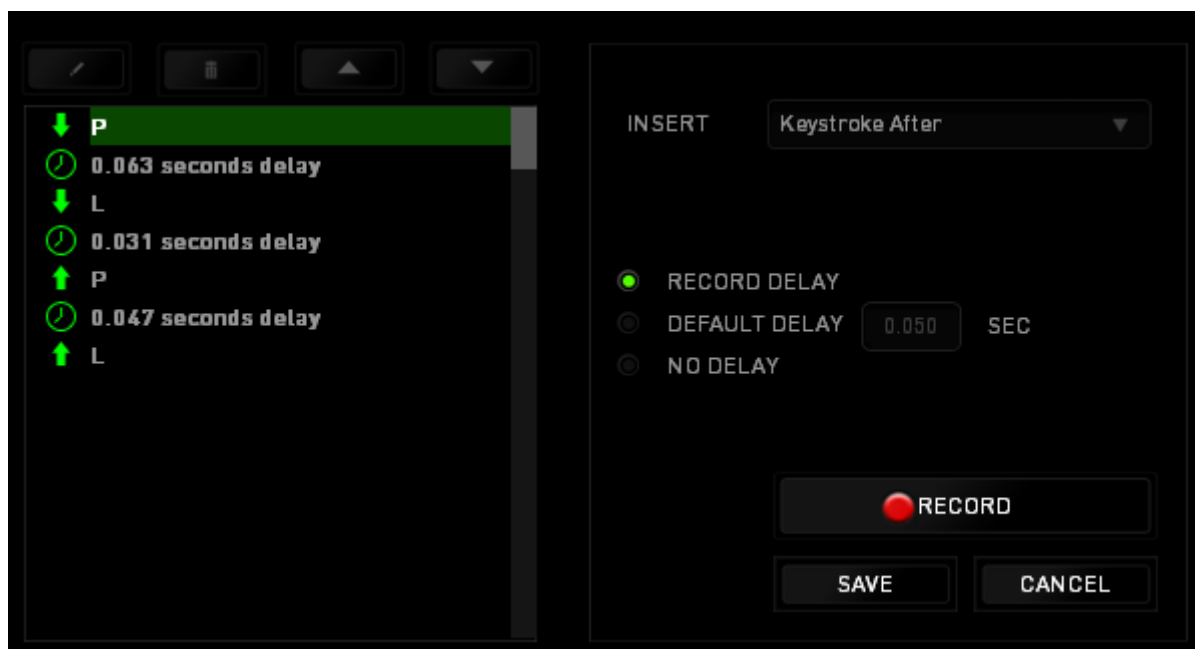 P
0.063 seconds delay
L
0.031 seconds delay
P
0.047 seconds delay
L
INSERT Keystroke After
RECORD DELAY
DEFAULT DELAY 0.050 SEC
NO DELAY
RECORD
SAVE CANCEL